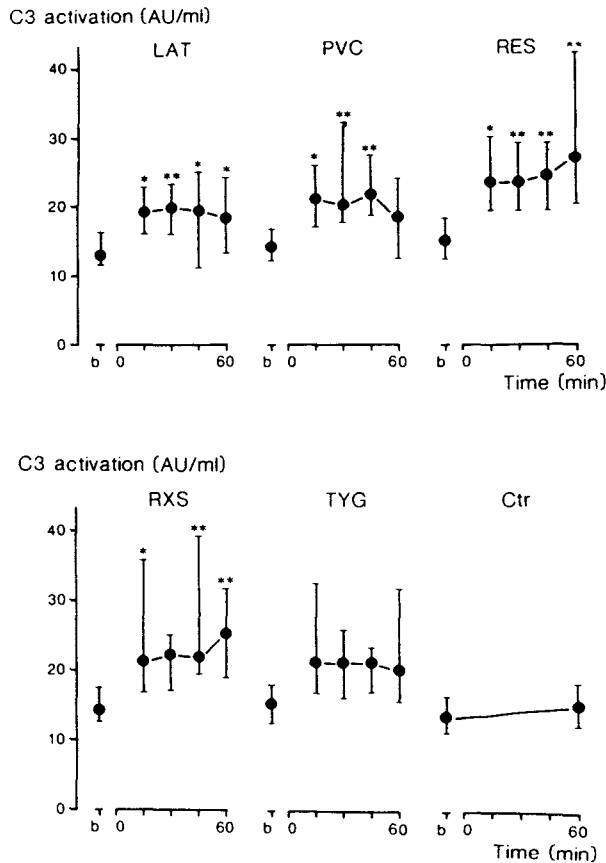 C3 activation (AU/ml)
LAT PVC RES
40
30
20
10
0
* ** * *
* ** **
* ** ** **
b 0 60 b 0 60 b 0 60
Time (min)
C3 activation (AU/ml)
RXS TYG Ctr
40
30
20
10
0
* ** **
b 0 60 b 0 60 b 0 60
Time (min)